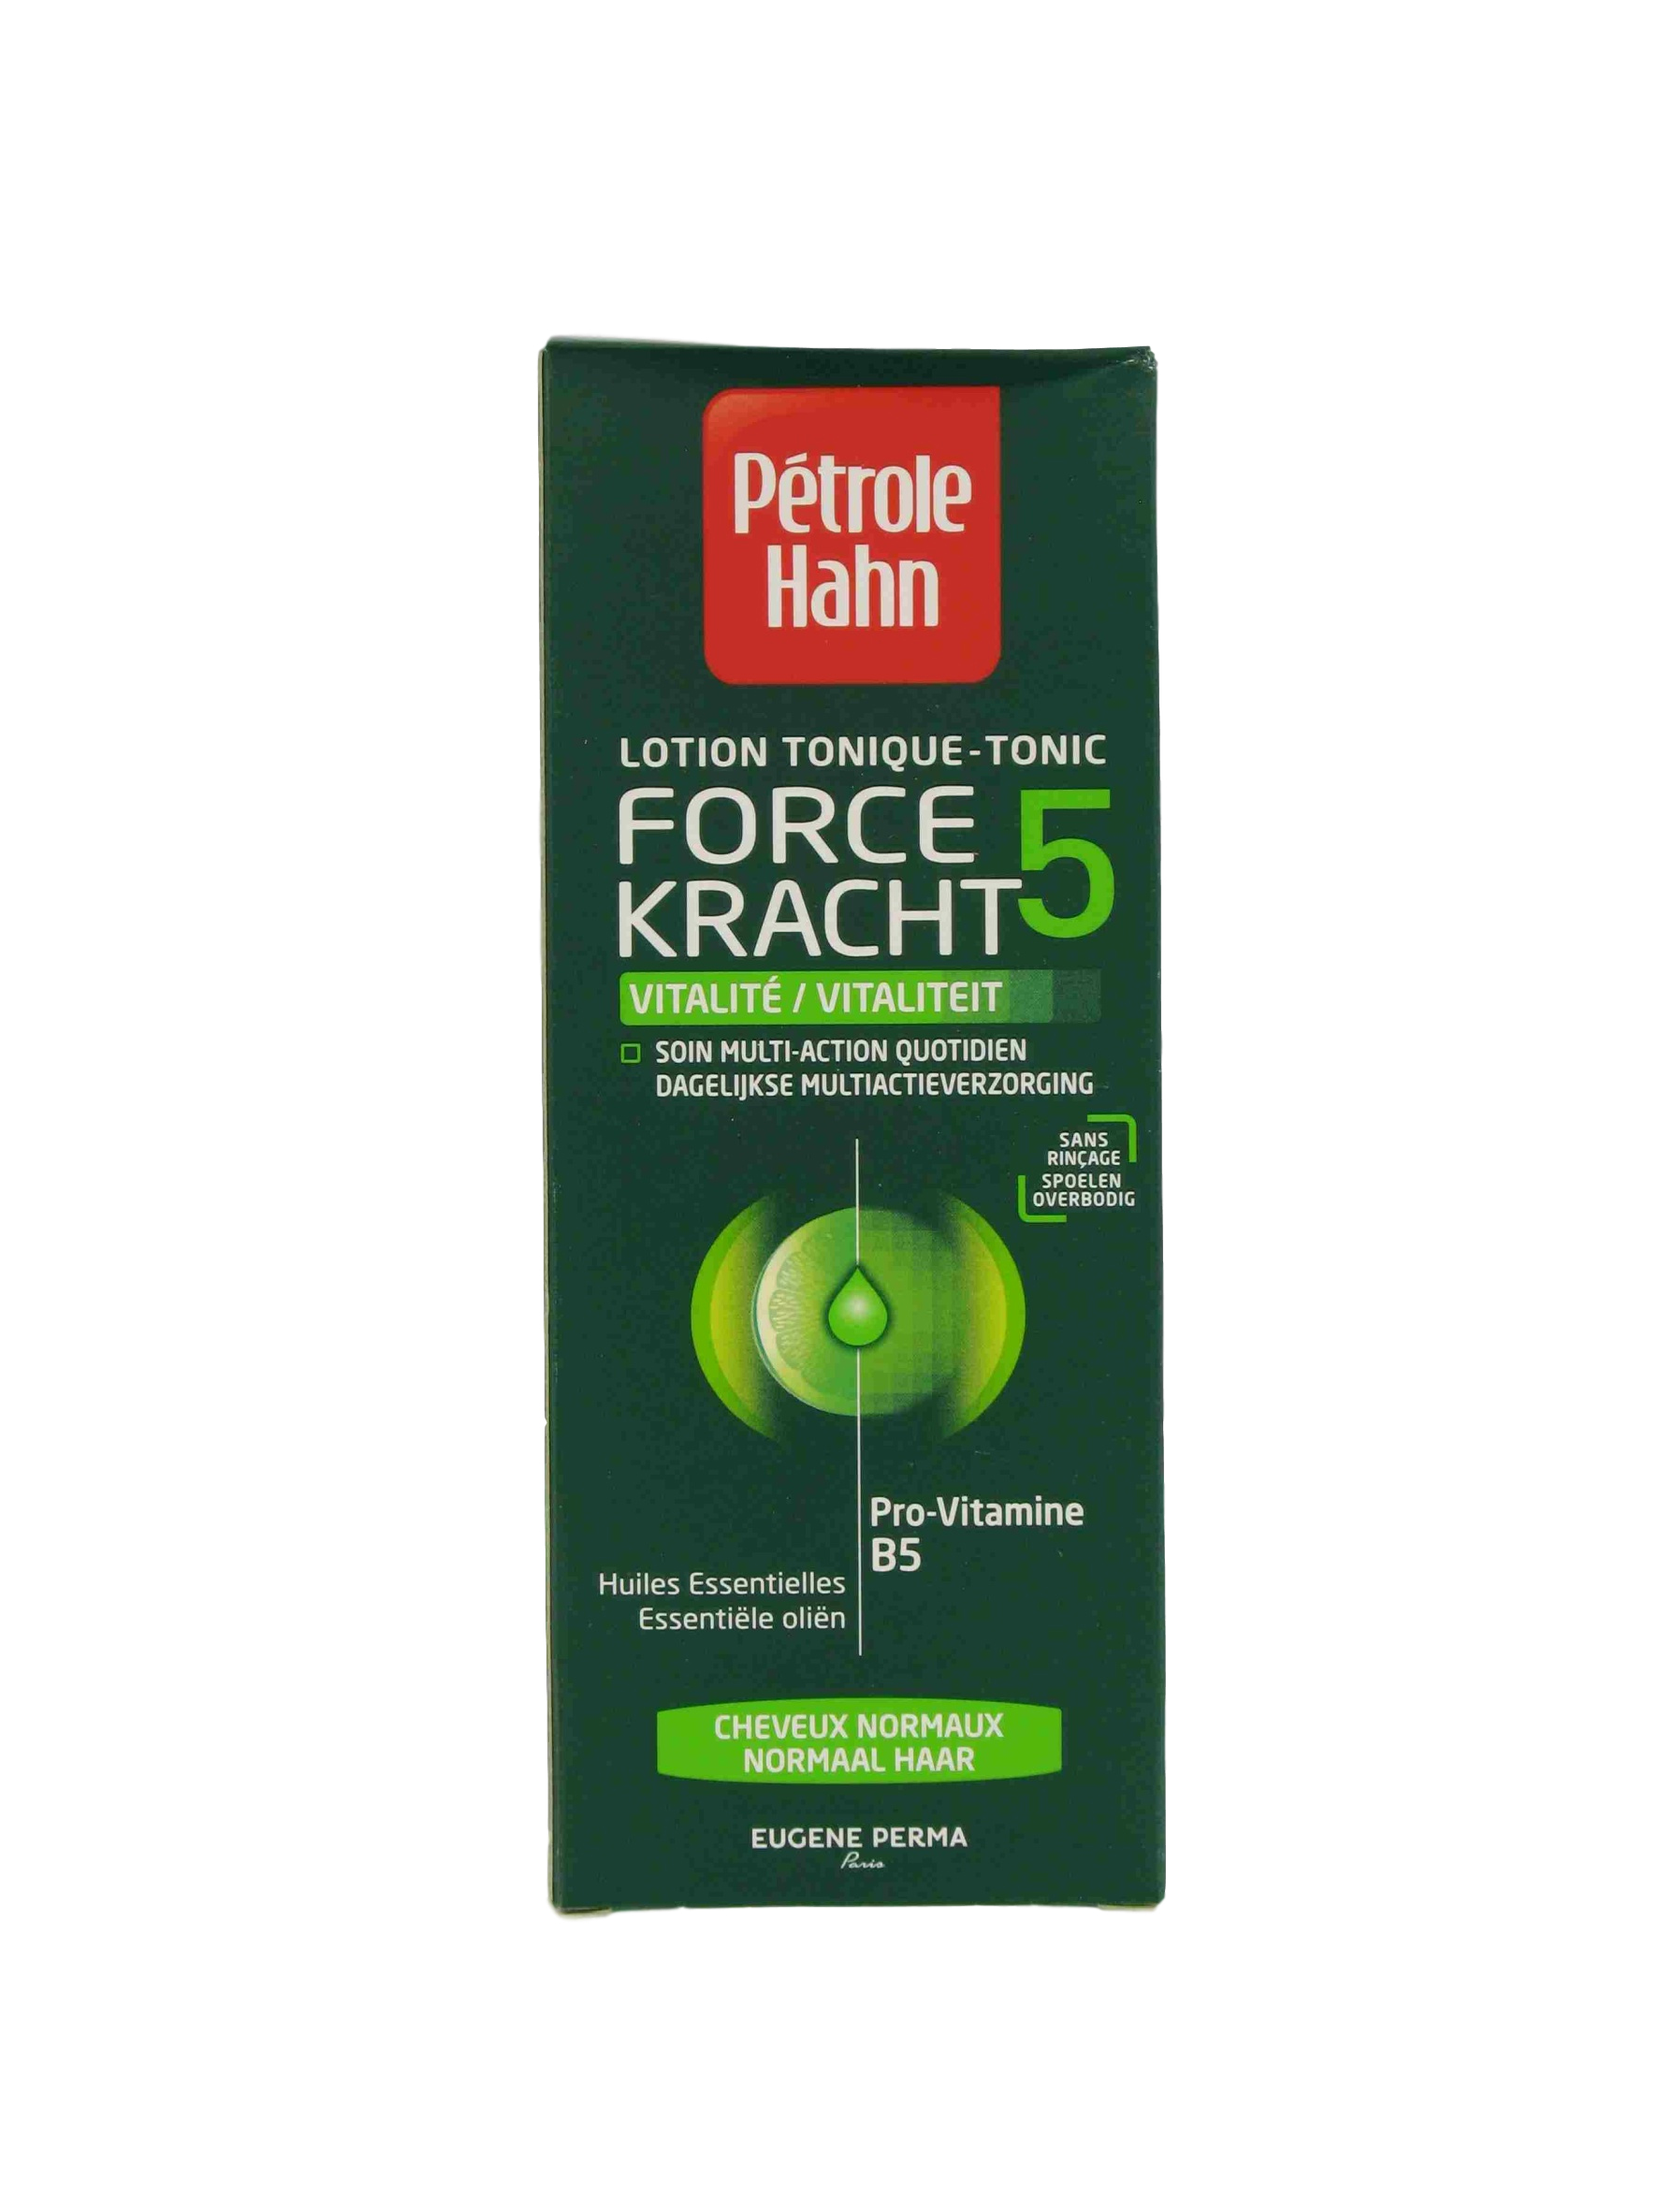 Pétrole
Hahn
LOTION TONIQUE-TONIC
FORCE 5
KRACHT
VITALITÉ / VITALITEIT
SOIN MULTI-ACTION QUOTIDIEN
DAGELIJKSE MULTIACTIEVERZORGING
SANS
RINÇAGE
SPOELEN
OVERBODIG
Pro-Vitamine
B5
Huiles Essentielles
Essentiële oliën
CHEVEUX NORMAUX
NORMAAL HAAR
EUGENE PERMA
Paris